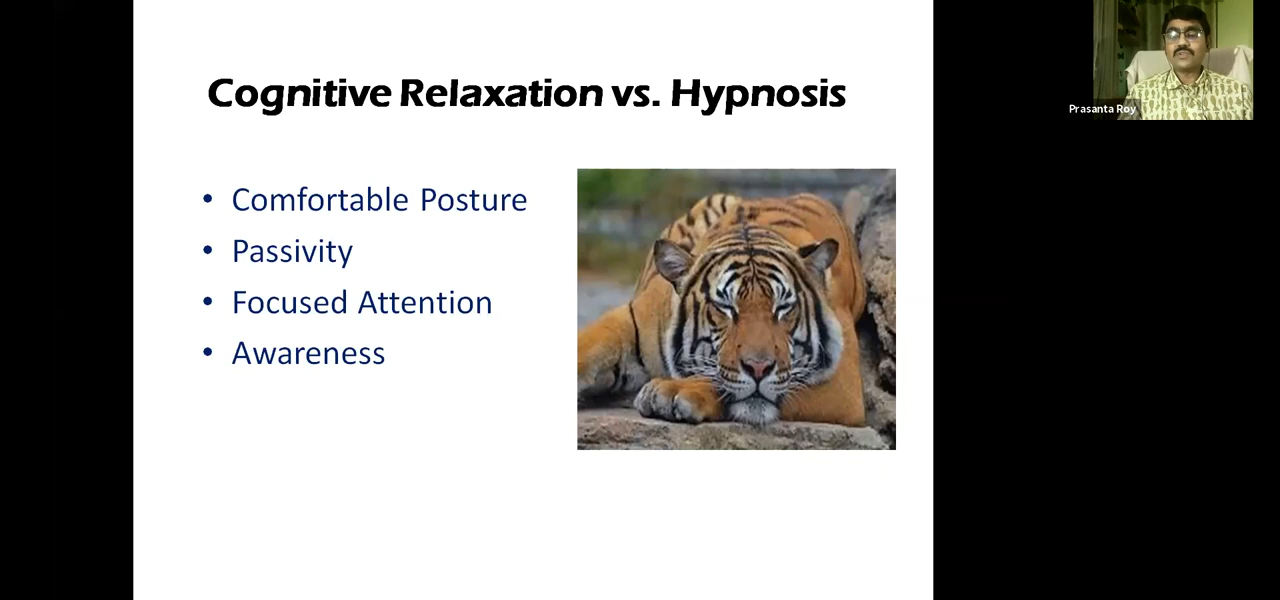 Cognitive Relaxation vs. Hypnosis
• Comfortable Posture
• Passivity
• Focused Attention
• Awareness
Prasanta Roy